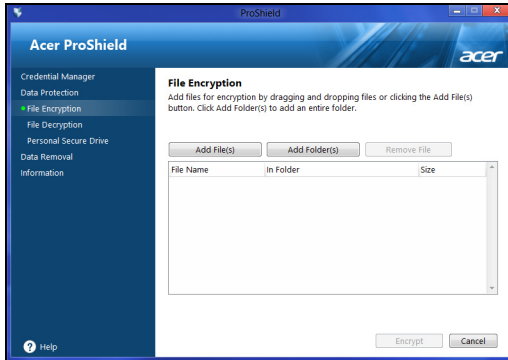 ProShield
Acer ProShield
acer
Credential Manager
Data Protection
File Encryption
File Decryption
Personal Secure Drive
Data Removal
Information
Help
File Encryption
Add files for encryption by dragging and dropping files or clicking the Add File(s)
button. Click Add Folder(s) to add an entire folder.
Add File(s) Add Folder(s) Remove File
File Name In Folder Size
Encrypt Cancel